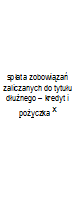 spłata zobowiązań
zaliczanych do tytułu
dłużnego – kredyt i
pożyczka x